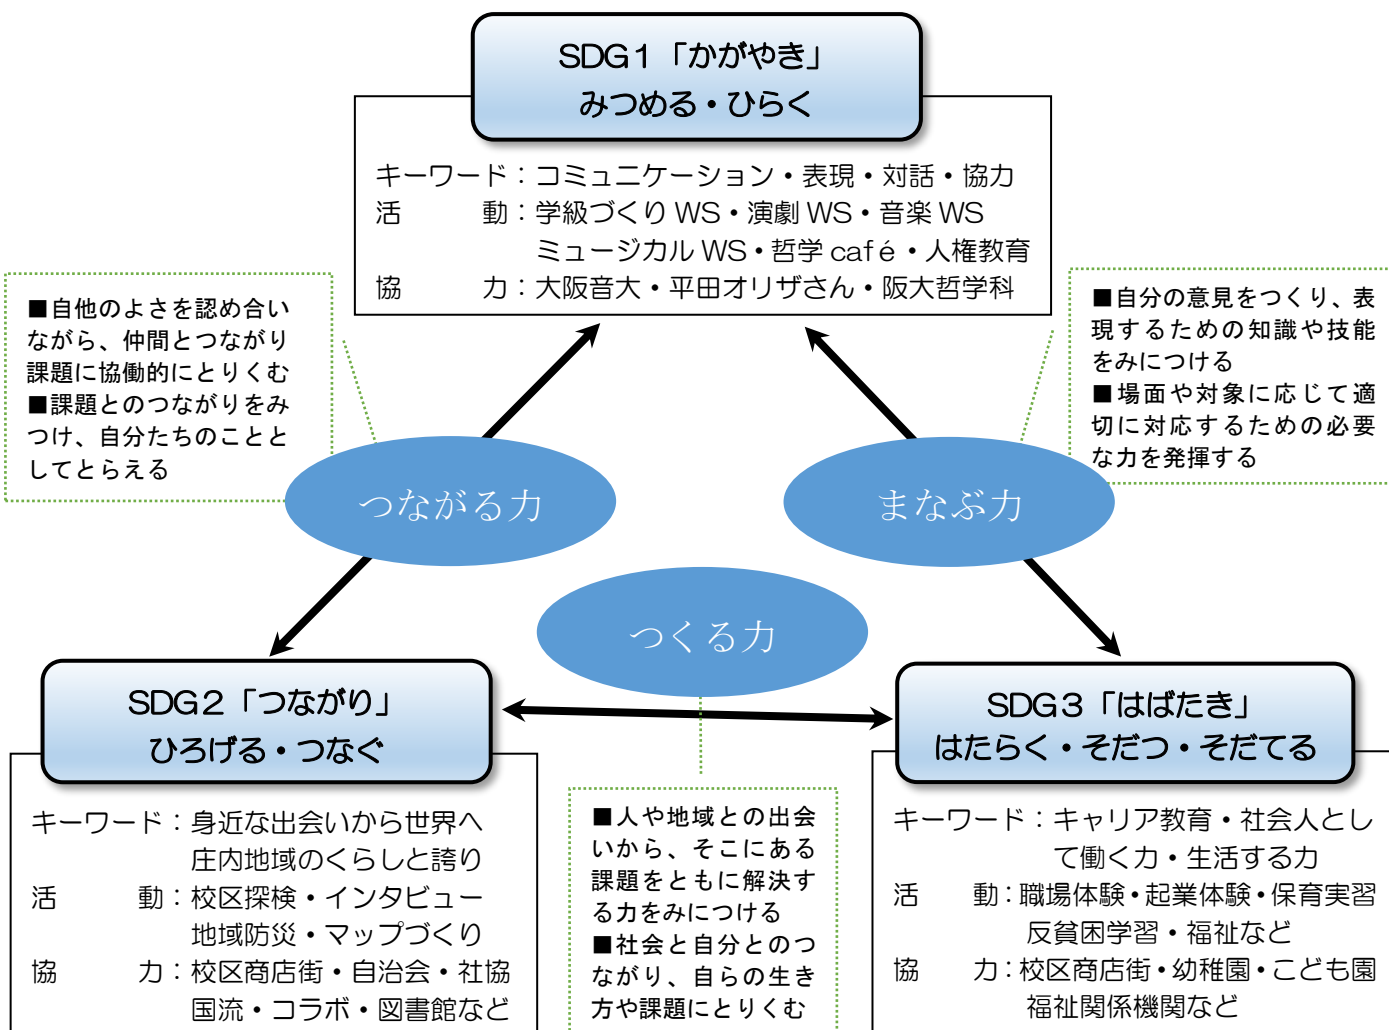 SDG1「かがやき」
みつめる・ひらく
キーワード：コミュニケーション・表現・対話・協力
活　　　動：学級づくり WS・演劇 WS・音楽 WS
ミュージカル WS・哲学 café・人権教育
協　　　力：大阪音大・平田オリザさん・阪大哲学科
■自他のよさを認め合い
ながら、仲間とつながり
課題に協働的にとりくむ
■課題とのつながりをみ
つけ、自分たちのことと
してとらえる
■自分の意見をつくり、表
現するための知識や技能
をみにつける
■場面や対象に応じて適
切に対応するための必要
な力を発揮する
つながる力
まなぶ力
つくる力
SDG2「つながり」
ひろげる・つなぐ
キーワード：身近な出会いから世界へ
庄内地域のくらしと誇り
活　　　動：校区探検・インタビュー
地域防災・マップづくり
協　　　力：校区商店街・自治会・社協
国流・コラボ・図書館など
■人や地域との出会
いから、そこにある
課題をともに解決す
る力をみにつける
■社会と自分とのつ
ながり、自らの生き
方や課題にとりくむ
SDG3「はばたき」
はたらく・そだつ・そだてる
キーワード：キャリア教育・社会人とし
て働く力・生活する力
活　　　動：職場体験・起業体験・保育実習
反貧困学習・福祉など
協　　　力：校区商店街・幼稚園・こども園
福祉関係機関など